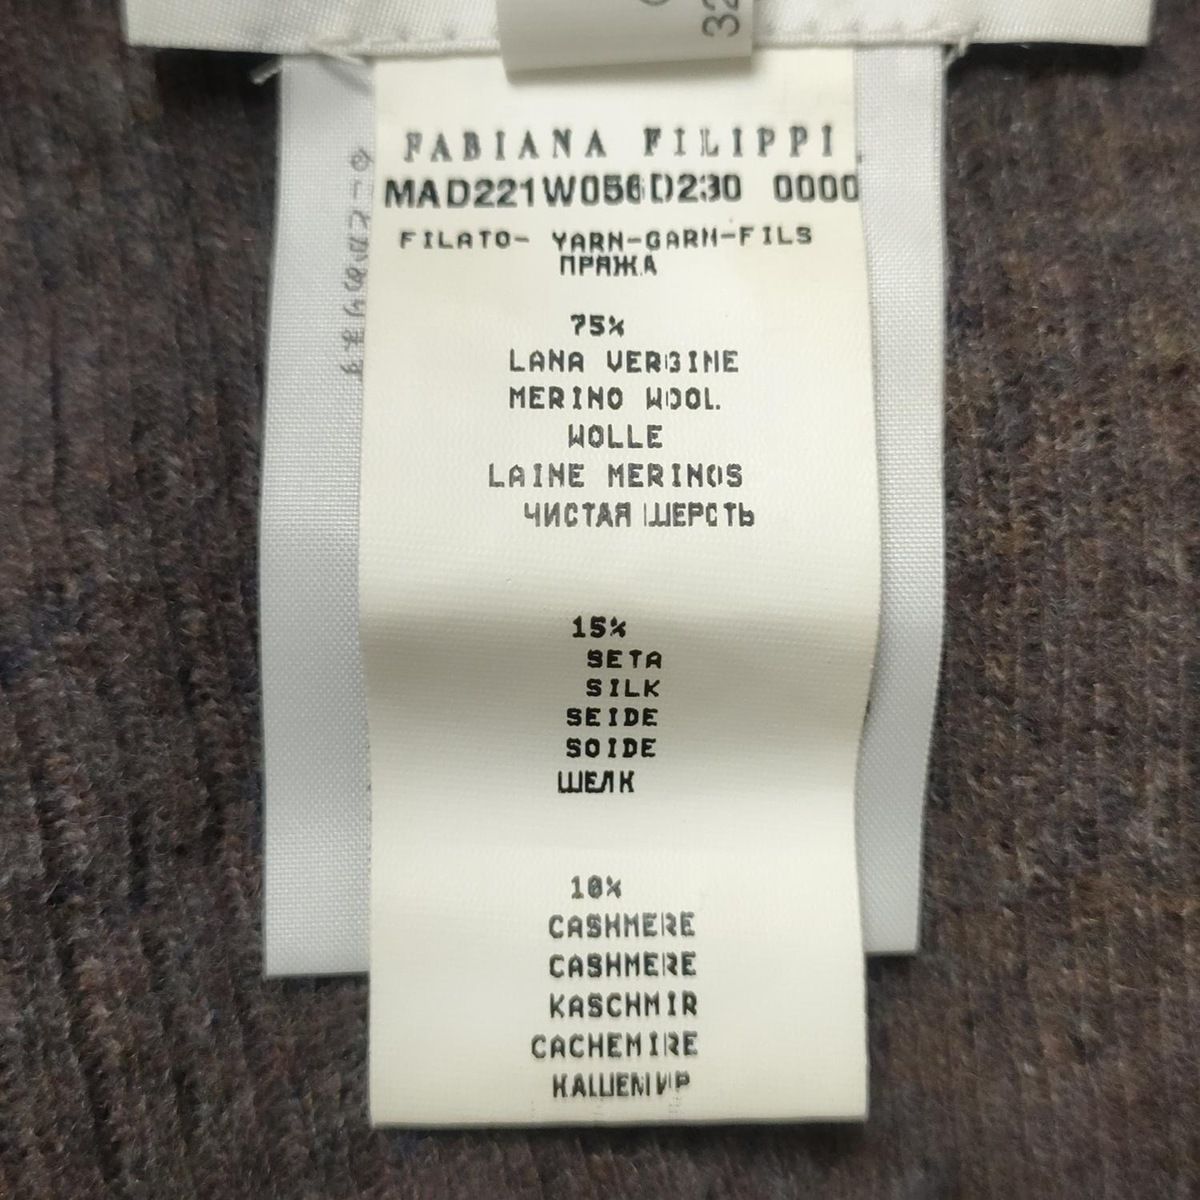 32
FABIANA FILIPPI
MAD221W056D230 0000
FILATO- YARN-GARN-FILS
ПРЯЖА
75%
LANA VERGINE
MERINO WOOL
WOLLE
LAINE MERINOS
ЧИСТАЯ ШЕРСТЬ
15%
SETA
SILK
SEIDE
SOIDE
ШЕЛК
10%
CASHMERE
CASHMERE
KASCHMIR
CACHEMIRE
КАШЕМИР